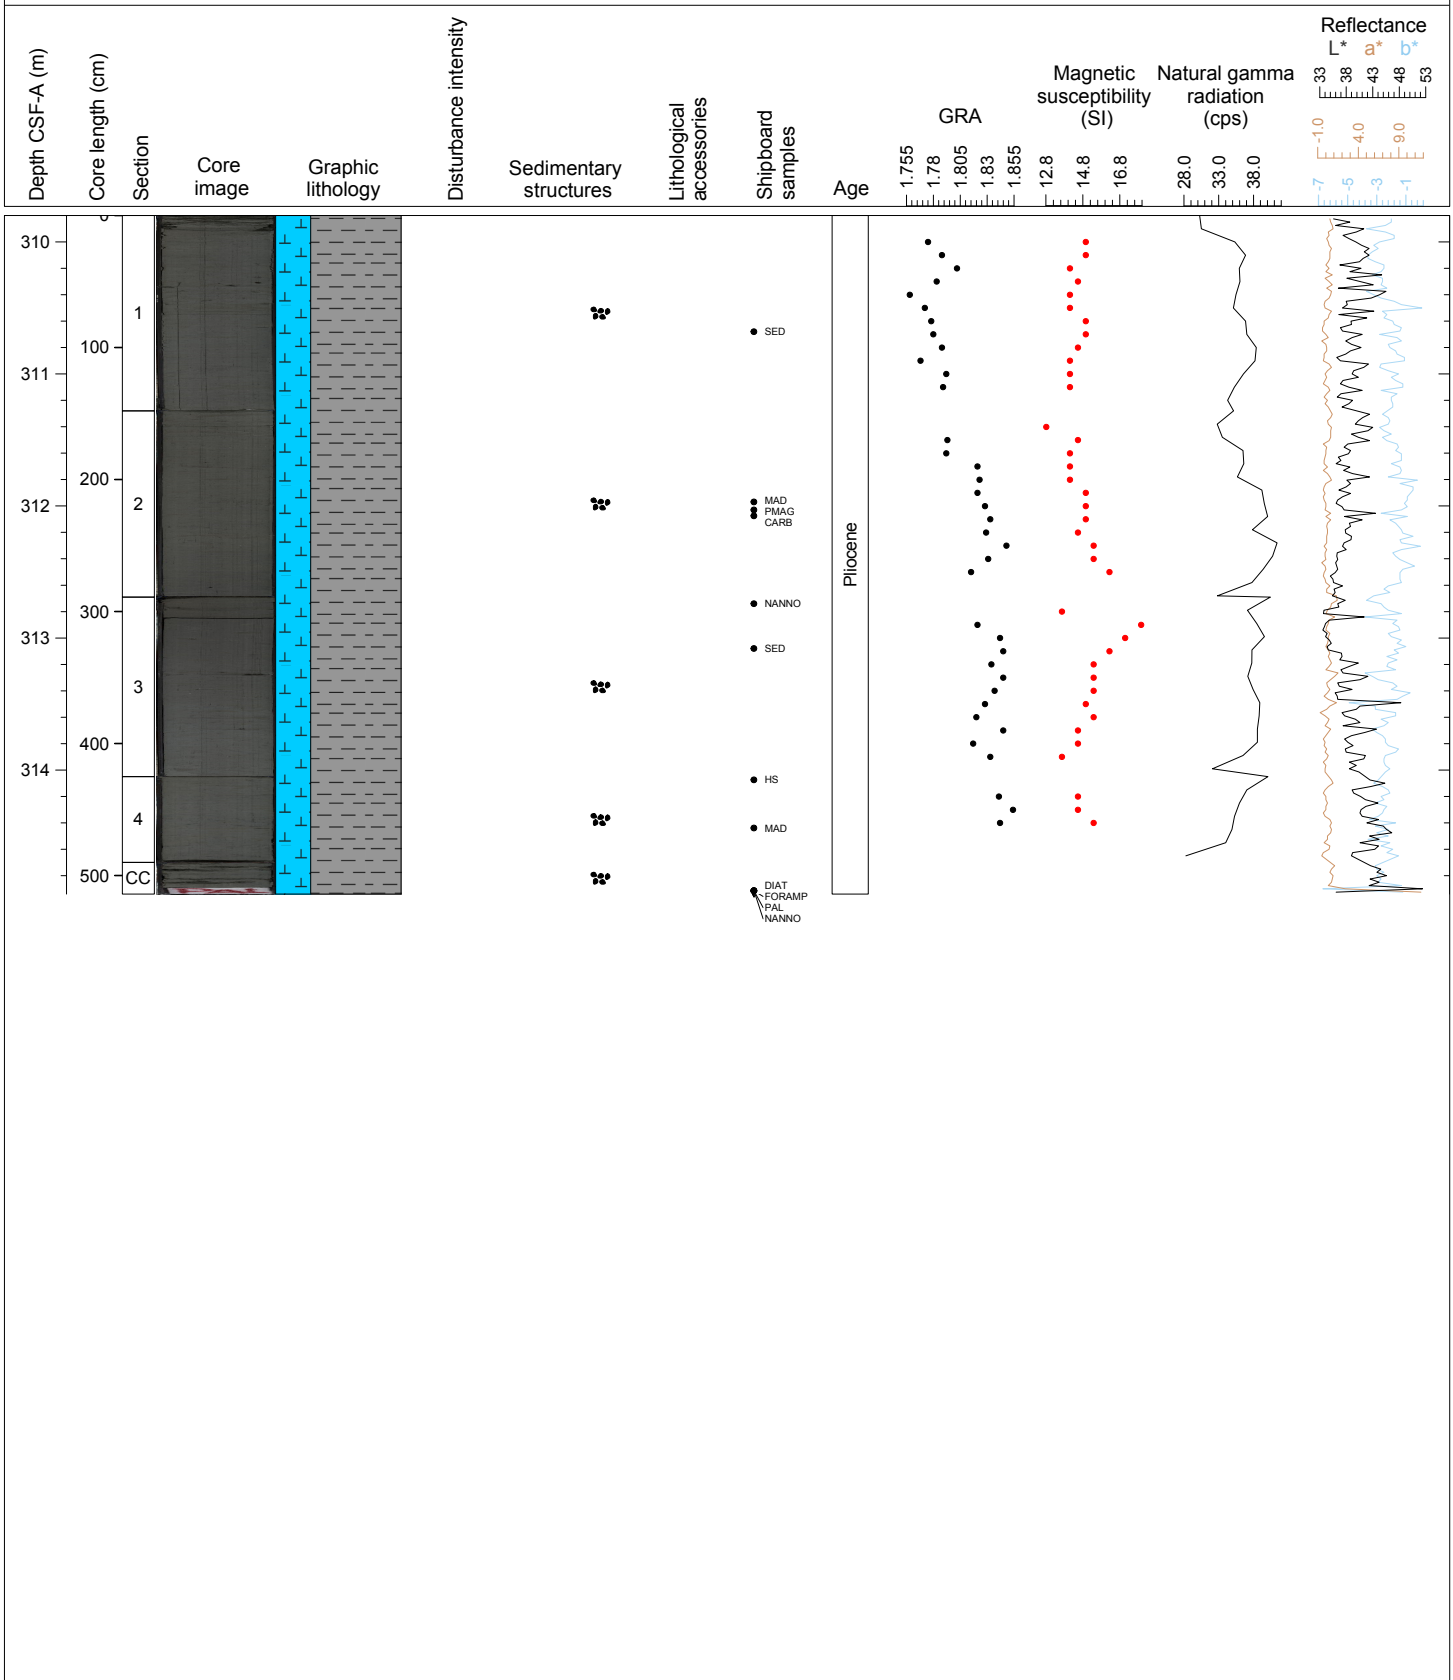 Depth CSF-A (m)
Core length (cm)
Section
Core
image
Graphic
lithology
Disturbance intensity
Sedimentary
structures
Lithological
accessories
Shipboard
samples
Age
GRA
1.755
1.78
1.805
1.83
1.855
Magnetic
susceptibility
(SI)
12.8
14.8
16.8
Natural gamma
radiation
(cps)
28.0
33.0
38.0
Reflectance
L* a* b*
33
38
43
48
53
-1.0
4.0
9.0
-7
-5
-3
-1
0
310
1
SED
100
311
200
MAD
312
2
PMAG
CARB
Pliocene
NANNO
300
313
SED
3
400
314
HS
4
MAD
500
CC
DIAT
FORAMP
PAL
NANNO